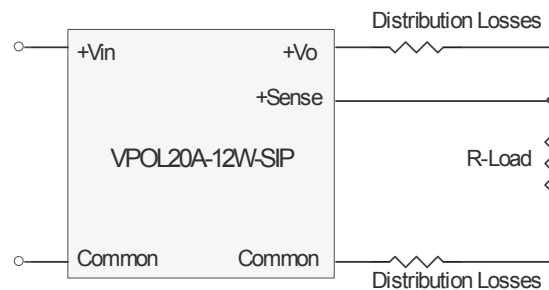 Distribution Losses
+Vin
+Vo
+Sense
VPOL20A-12W-SIP
R-Load
Common
Common
Distribution Losses